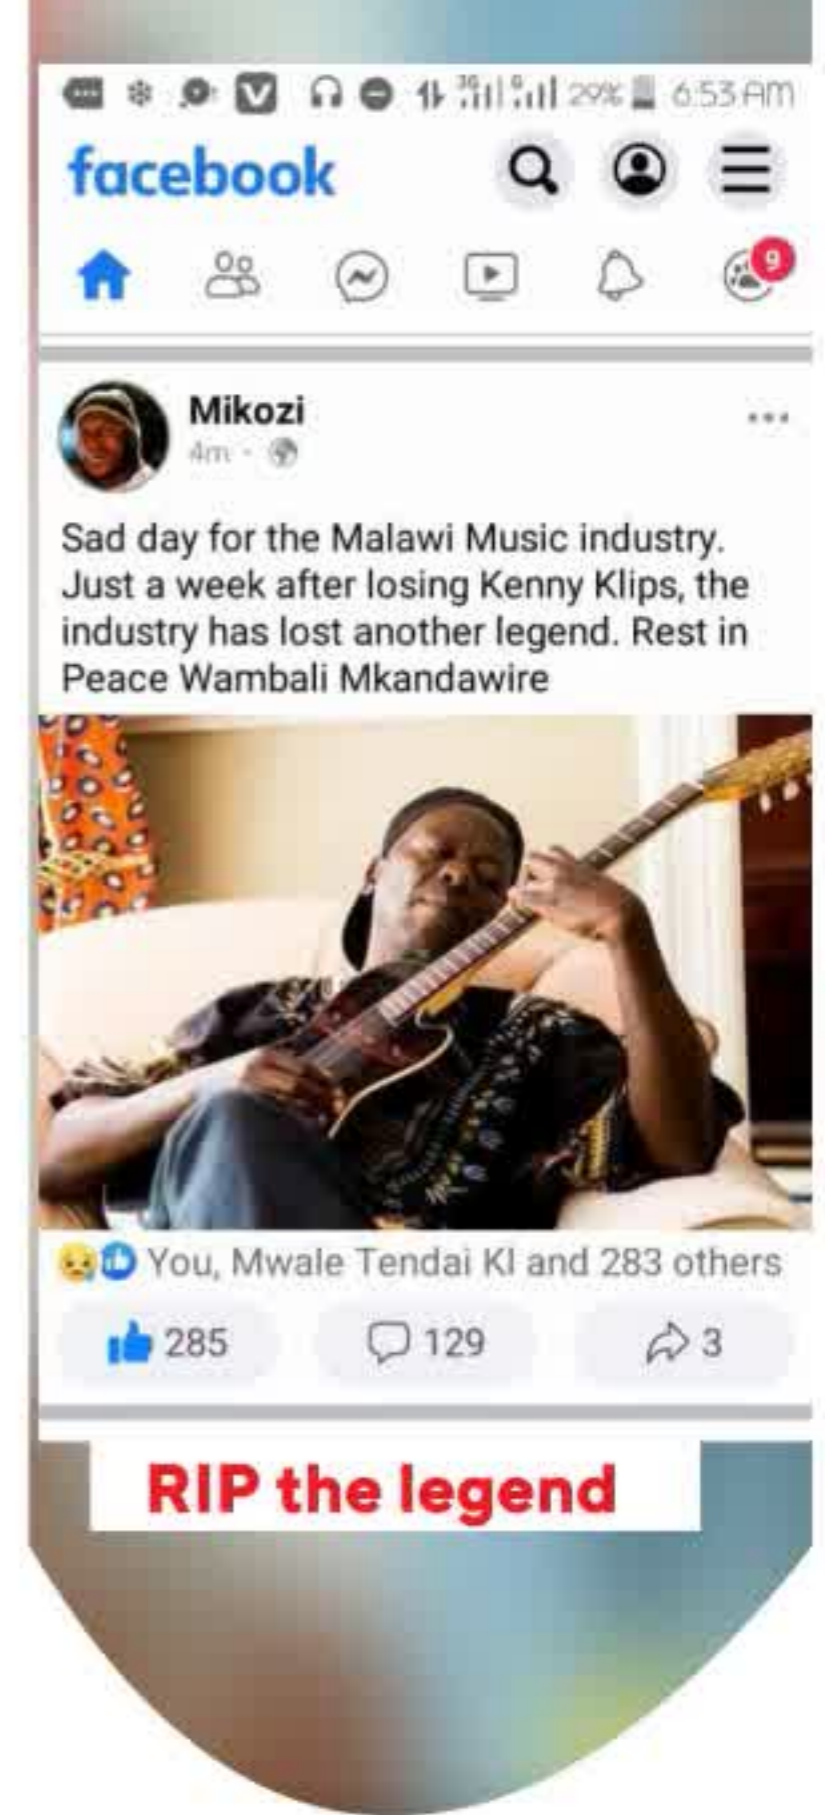 29% 6:53 AM
facebook
9
Mikozi
4m
Sad day for the Malawi Music industry.
Just a week after losing Kenny Klips, the
industry has lost another legend. Rest in
Peace Wambali Mkandawire
You, Mwale Tendai Kl and 283 others
285 129 3
RIP the legend